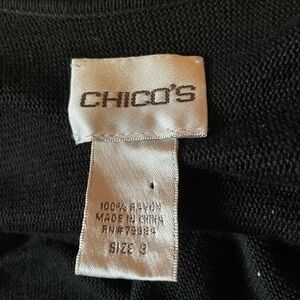 CHICO'S
100% RAYON
MADE IN CHINA
RN#79984
SIZE 3